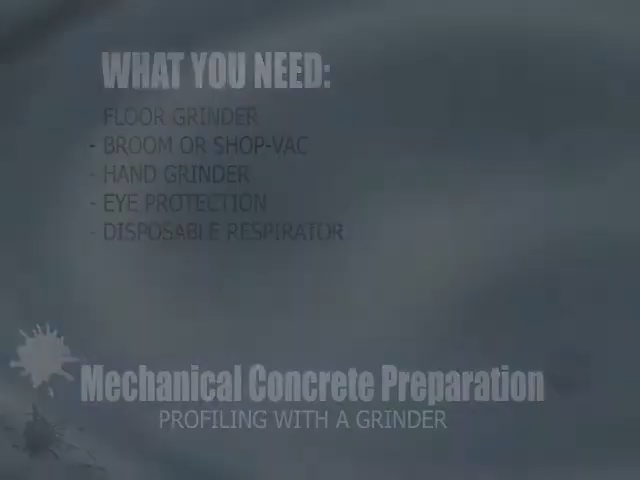 WHAT YOU NEED:
FLOOR GRINDER
- BROOM OR SHOP-VAC
- HAND GRINDER
- EYE PROTECTION
- DISPOSABLE RESPIRATOR
Mechanical Concrete Preparation
PROFILING WITH A GRINDER